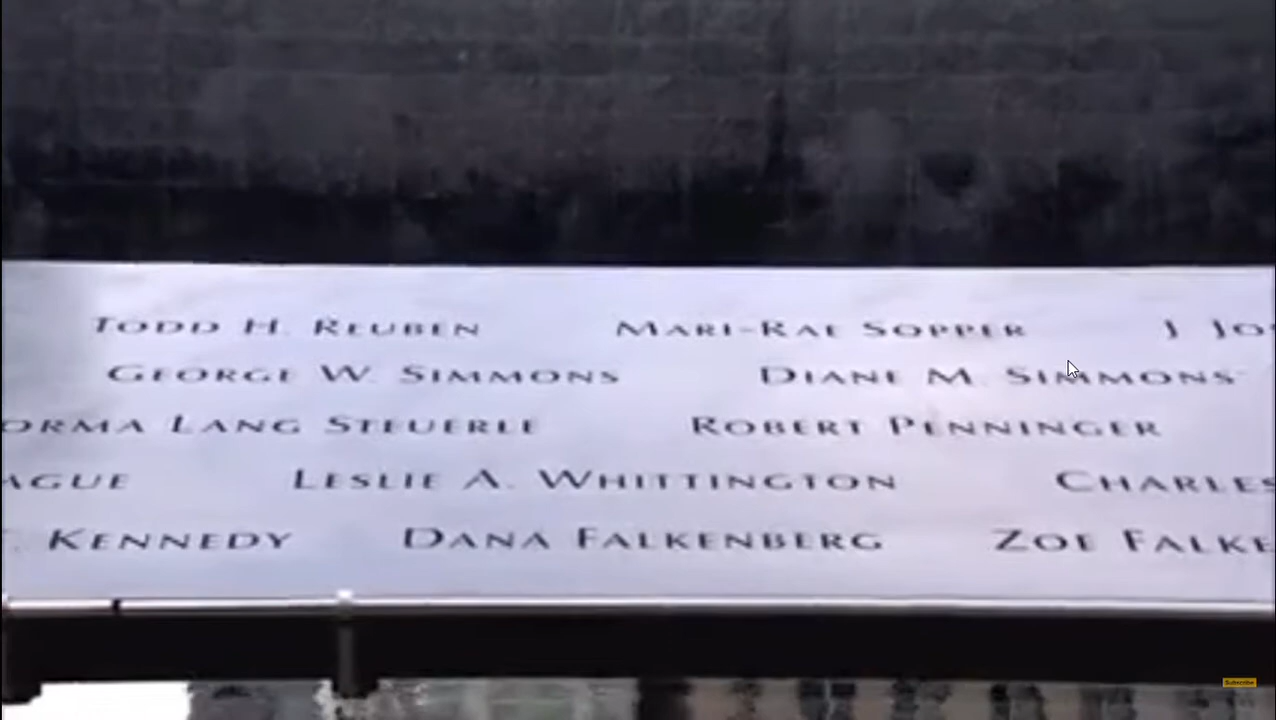 TODD H. REUBEN MARI-RAE SOPPER J. JO
GEORGE W. SIMMONS DIANE M. SIMMONS
ORMA LANG STEUERLE ROBERT PENNINGER
AGUE LESLIE A. WHITTINGTON CHARLES
. KENNEDY DANA FALKENBERG ZOE FALKE
Subscribe